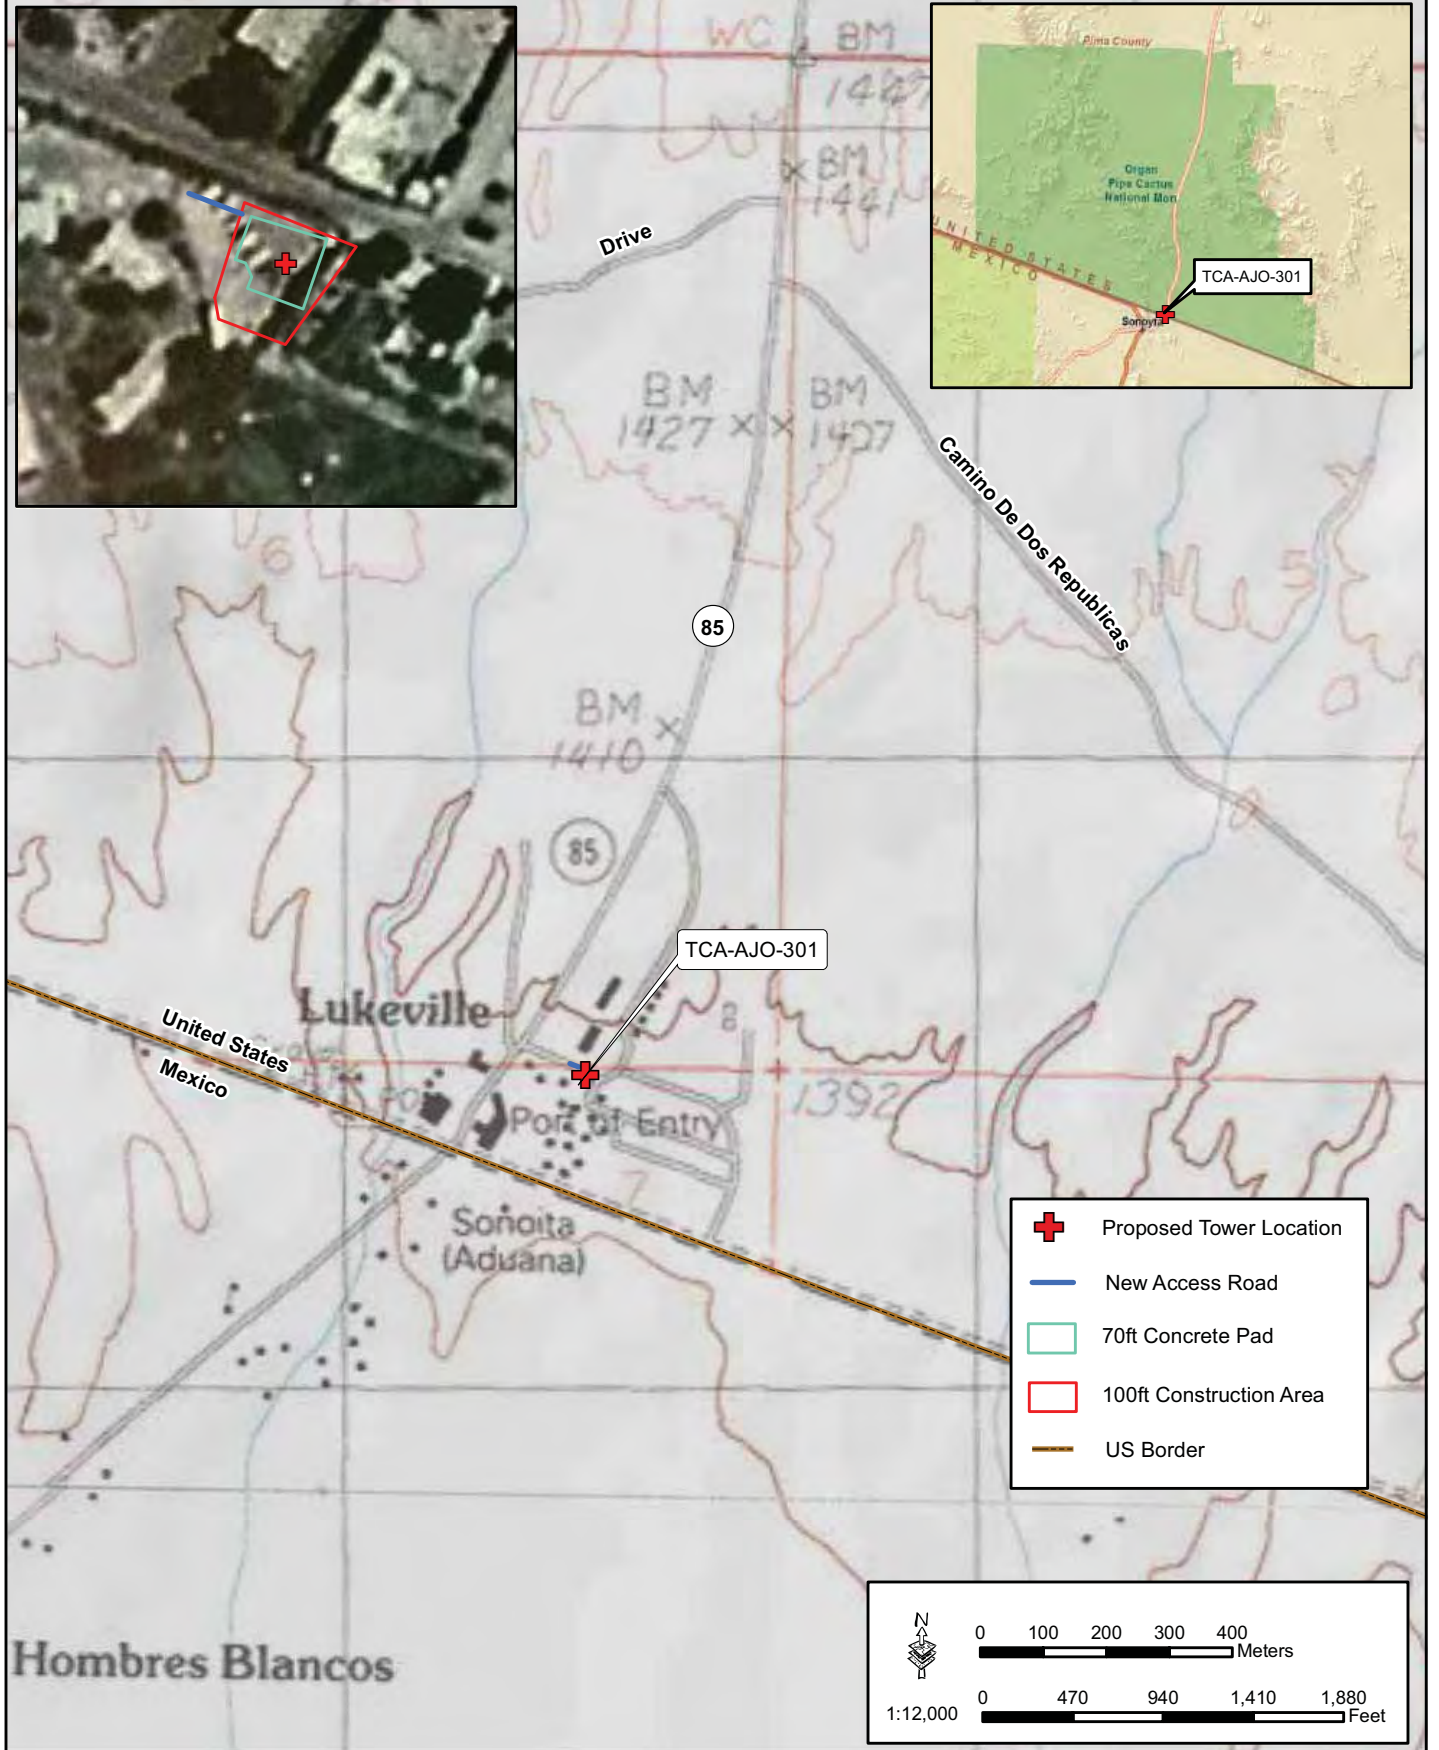 WC
BM
1447
BM
1441
Drive
Pima County
Organ
Pipe Cactus
National Mon
UNITED STATES
MEXICO
TCA-AJO-301
Sonoyta
BM
1427
BM
1427
Camino De Dos Republicas
6
5
85
BM
1410
85
TCA-AJO-301
Lukeville
United States
Mexico
1392
Port of Entry
7
Sonoita
(Aduana)
Proposed Tower Location
New Access Road
70ft Concrete Pad
100ft Construction Area
US Border
Hombres Blancos
N
0 100 200 300 400
Meters
1:12,000
0 470 940 1,410 1,880
Feet